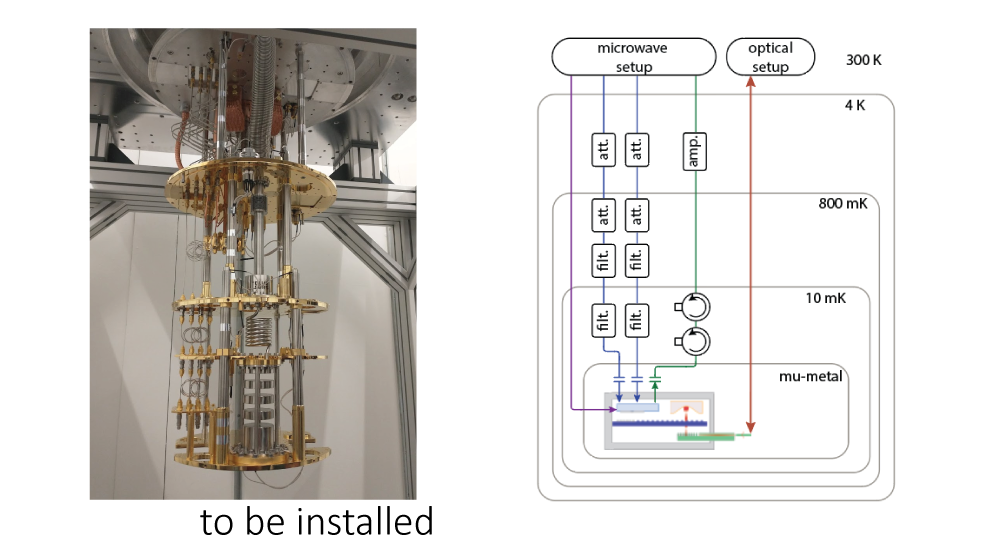 microwave
setup
optical
setup
300 K
4 K
att.
att.
amp.
800 mK
att.
att.
filt.
filt.
10 mK
filt.
filt.
mu-metal
to be installed